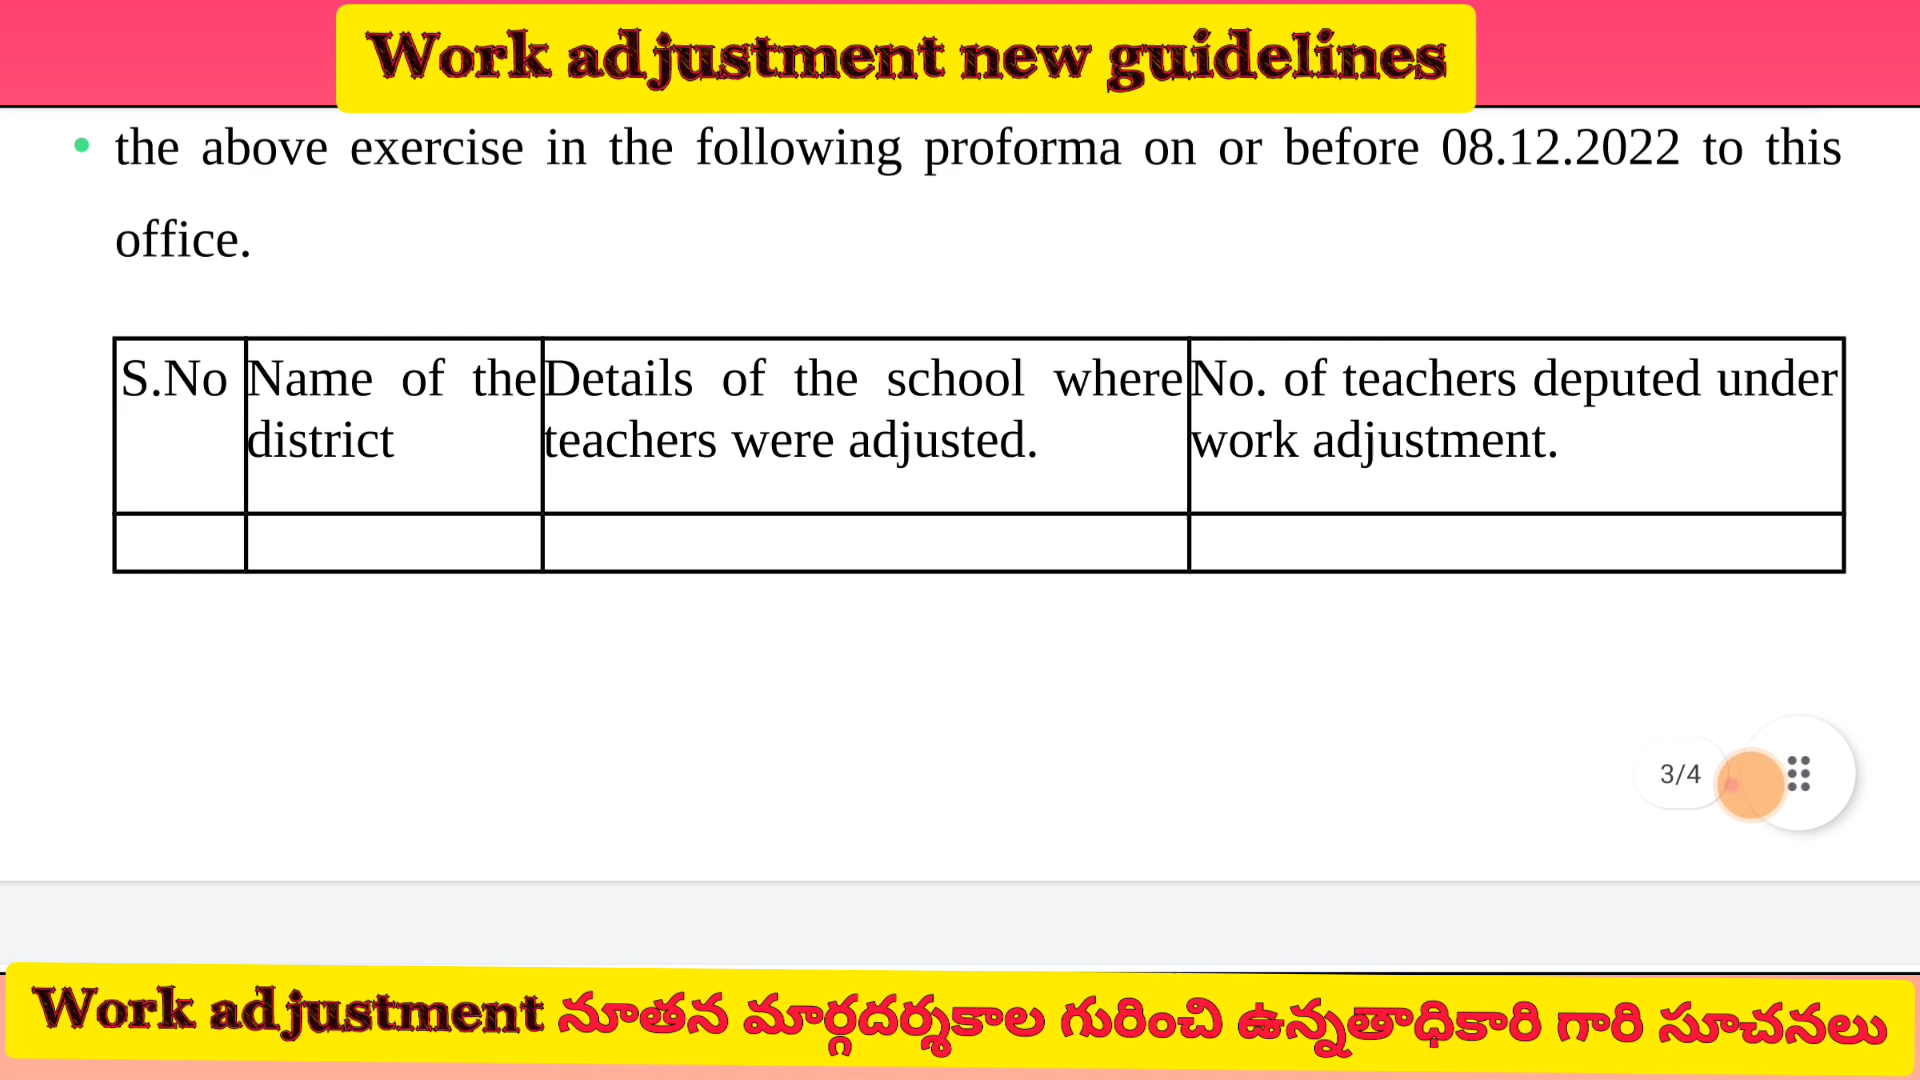 Work adjustment new guidelines
• the above exercise in the following proforma on or before 08.12.2022 to this
office.
S.No
Name of the
district
Details of the school where
teachers were adjusted.
No. of teachers deputed under
work adjustment.
3/4
Work adjustment నూతన మార్గదర్శకాల గురించి ఉన్నతాధికారి గారి సూచనలు